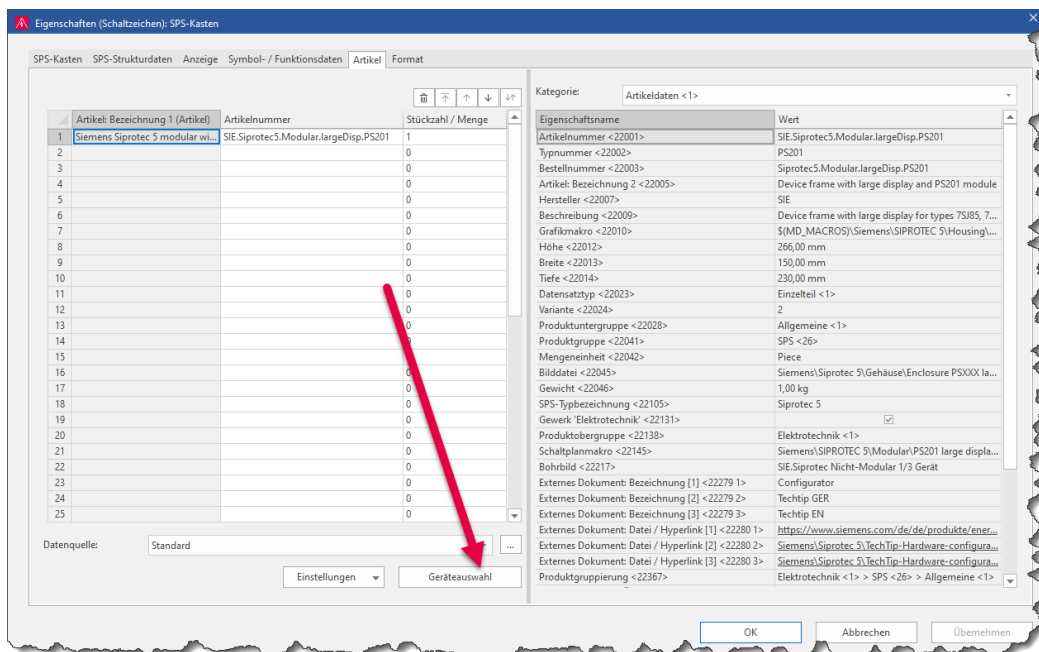 Eigenschaften (Schaltzeichen): SPS-Kasten
SPS-Kasten SPS-Strukturdaten Anzeige Symbol- / Funktionsdaten Artikel Format
Kategorie: Artikeldaten <1>
Artikel: Bezeichnung 1 (Artikel) Artikelnummer Stückzahl / Menge
1 Siemens Siprotec 5 modular wi... SIE.Siprotec5.Modular.largeDisp.PS201 1
2 0
3 0
4 0
5 0
6 0
7 0
8 0
9 0
10 0
11 0
12 0
13 0
14
15 0
16 0
17 0
18 0
19 0
20 0
21 0
22 0
23 0
24 0
25 0
Datenquelle: Standard ...
Einstellungen Geräteauswahl
Eigenschaftsname Wert
Artikelnummer <22001> SIE.Siprotec5.Modular.largeDisp.PS201
Typnummer <22002> PS201
Bestellnummer <22003> Siprotec5.Modular.largeDisp.PS201
Artikel: Bezeichnung 2 <22005> Device frame with large display and PS201 module
Hersteller <22007> SIE
Beschreibung <22009> Device frame with large display for types 7SJ85, 7...
Grafikmakro <22010> $(MD_MACROS)\Siemens\SIPROTEC 5\Housing\...
Höhe <22012> 266,00 mm
Breite <22013> 150,00 mm
Tiefe <22014> 230,00 mm
Datensatztyp <22023> Einzelteil <1>
Variante <22024> 2
Produktuntergruppe <22028> Allgemeine <1>
Produktgruppe <22041> SPS <26>
Mengeneinheit <22042> Piece
Bilddatei <22045> Siemens\Siprotec 5\Gehäuse\Enclosure PSXXX la...
Gewicht <22046> 1,00 kg
SPS-Typbezeichnung <22105> Siprotec 5
Gewerk 'Elektrotechnik' <22131>
Produktobergruppe <22138> Elektrotechnik <1>
Schaltplanmakro <22145> Siemens\SIPROTEC 5\Modular\PS201 large displa...
Bohrbild <22217> SIE.Siprotec Nicht-Modular 1/3 Gerät
Externes Dokument: Bezeichnung [1] <22279 1> Configurator
Externes Dokument: Bezeichnung [2] <22279 2> Techtip GER
Externes Dokument: Bezeichnung [3] <22279 3> Techtip EN
Externes Dokument: Datei / Hyperlink [1] <22280 1> https://www.siemens.com/de/de/produkte/ener...
Externes Dokument: Datei / Hyperlink [2] <22280 2> Siemens\Siprotec 5\TechTip-Hardware-configura...
Externes Dokument: Datei / Hyperlink [3] <22280 3> Siemens\Siprotec 5\TechTip-Hardware-configura...
Produktgruppierung <22367> Elektrotechnik <1> > SPS <26> > Allgemeine <1>
OK Abbrechen Übernehmen